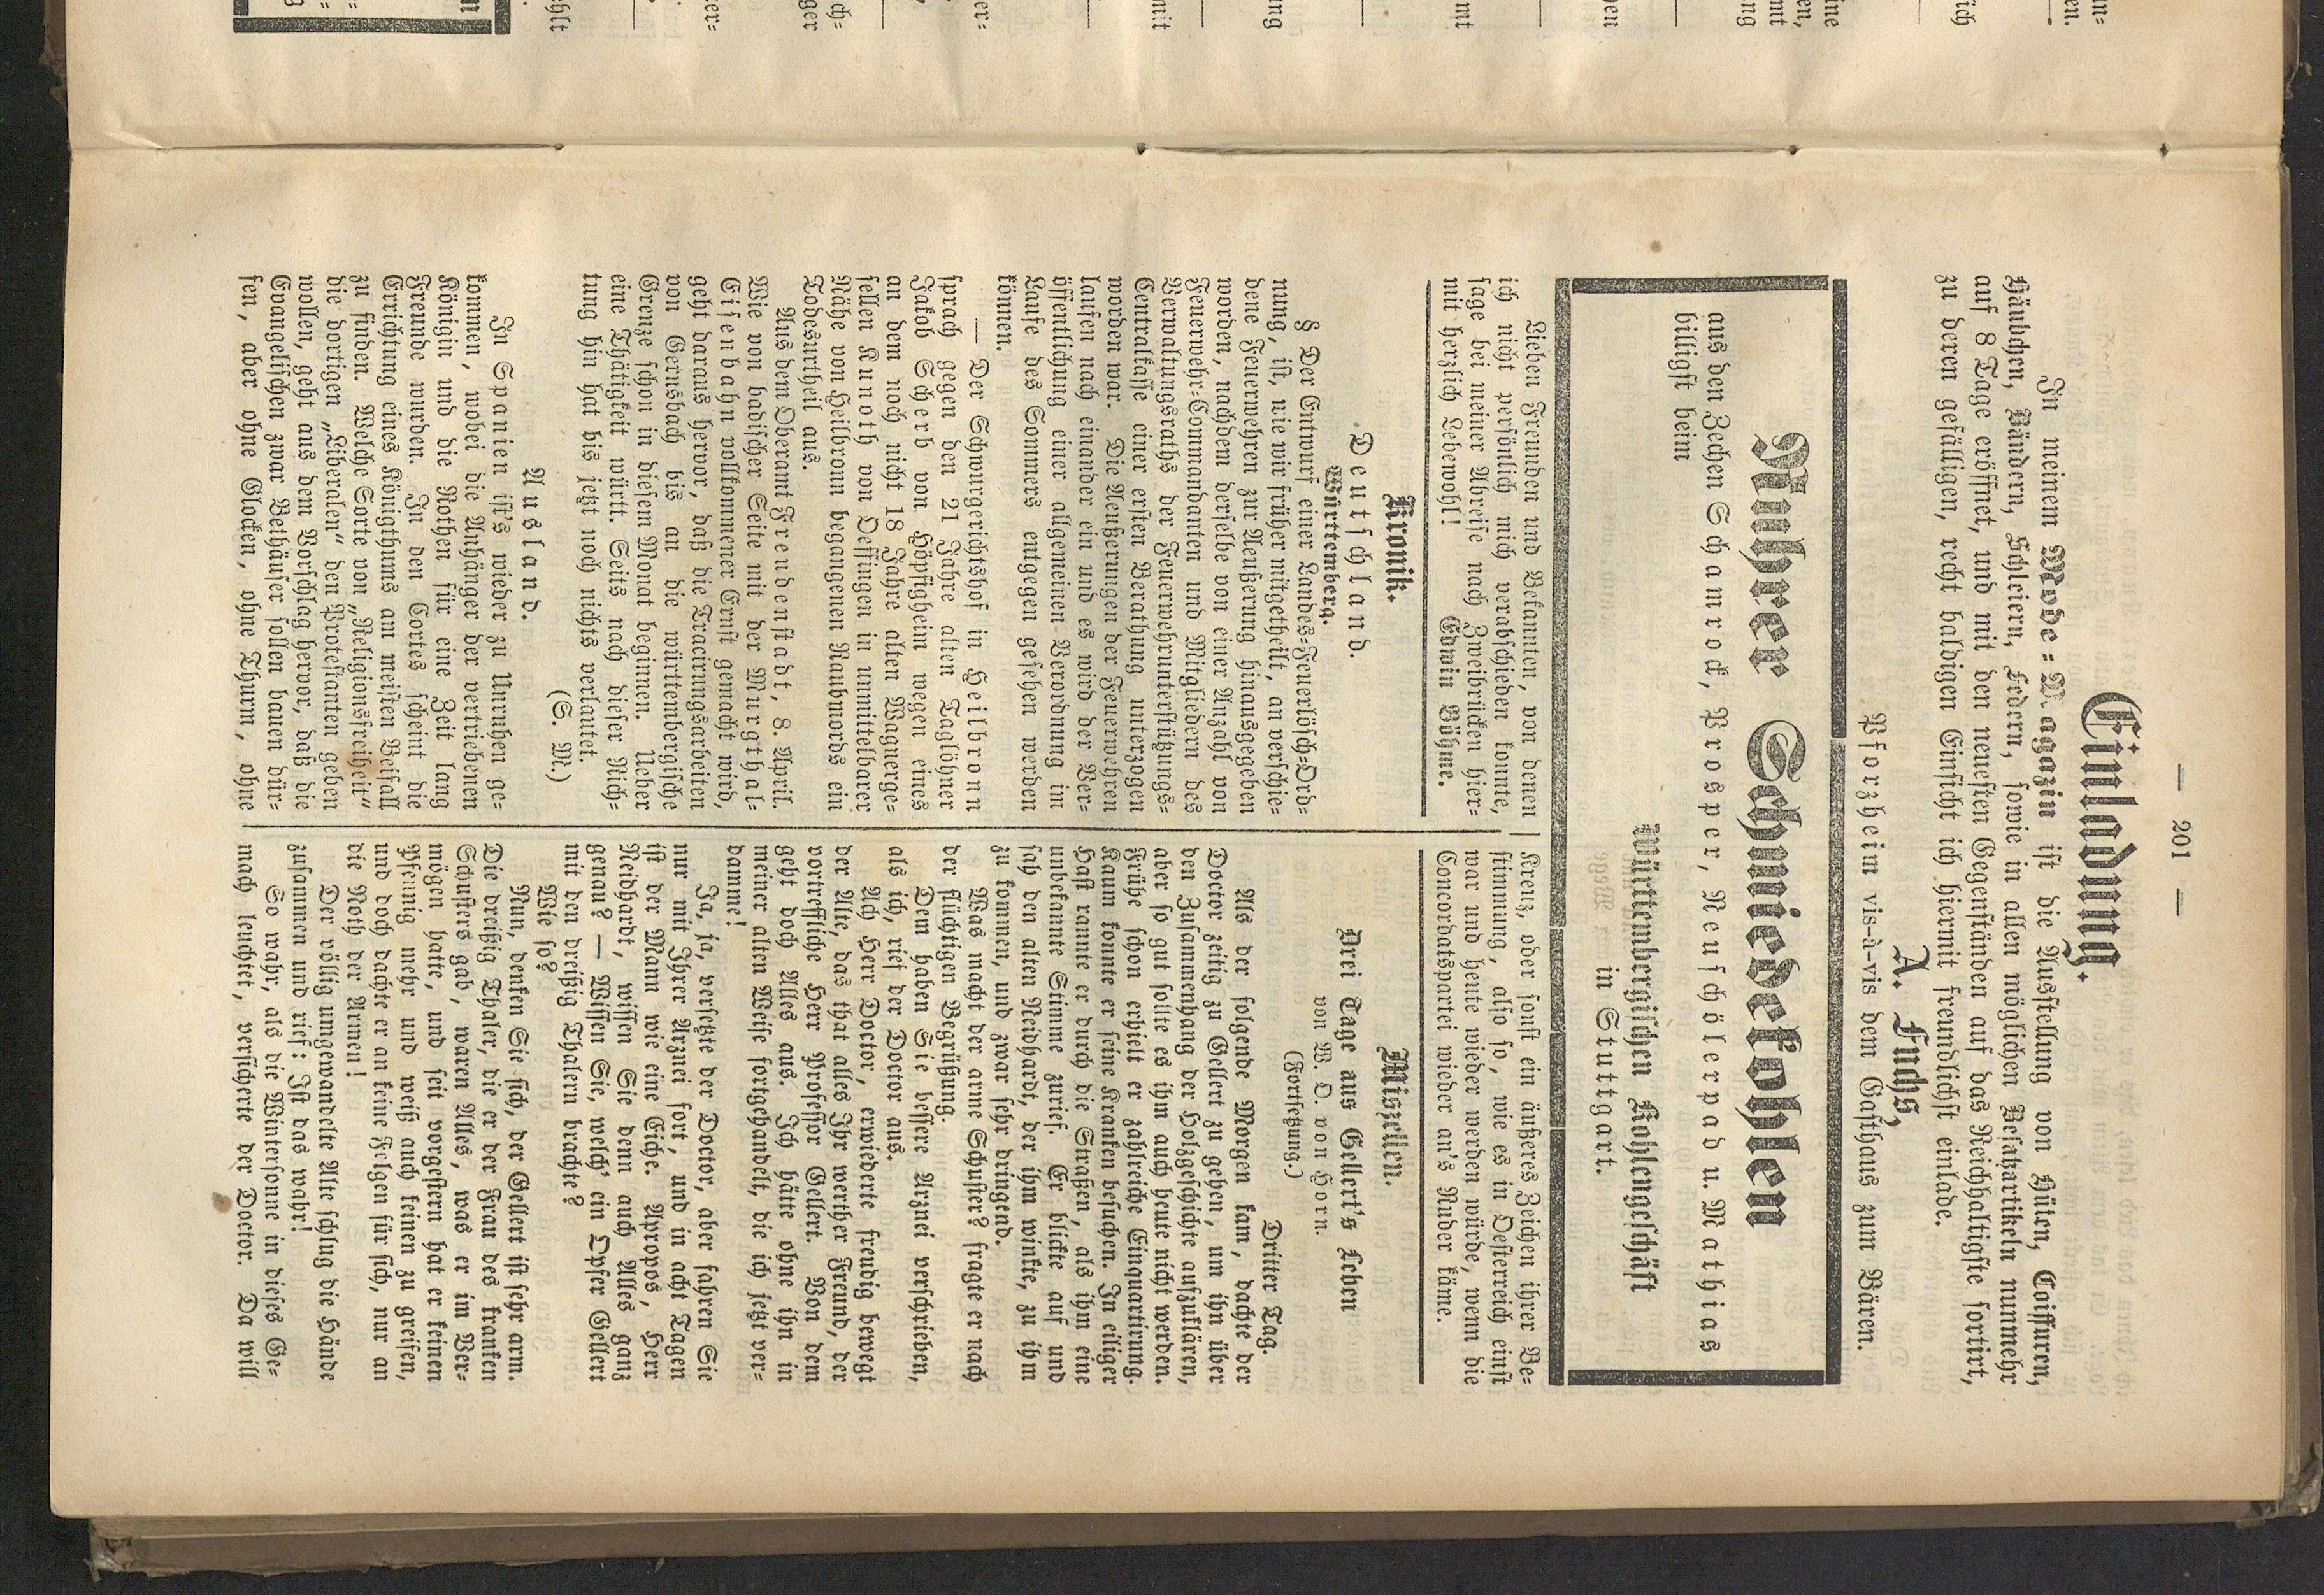 — 201 —
Einladung.
In meinem Mode-Magazin ist die Ausstellung von Hüten, Coiffuren,
Häubchen, Bändern, Schleiern, Federn, sowie in allen möglichen Besatzartikeln nunmehr
auf 8 Tage eröffnet, und mit den neuesten Gegenständen auf das Reichhaltigste sortirt,
zu deren gefälligen, recht baldigen Einsicht ich hiermit freundlichst einlade.
A. Fuchs,
Pforzheim vis-à-vis dem Gasthaus zum Bären.
Ruhrer Schmiedekohlen
aus den Zechen Schamrock, Prosper, Neuschölerpad u. Mathias
billigst beim
Württembergischen Kohlengeschäft
in Stuttgart.
Lieben Freunden und Bekannten, von denen
ich nicht persönlich mich verabschieden konnte,
sage bei meiner Abreise nach Zweibrücken hier-
mit herzlich Lebewohl!
Edwin Böhme.
Kronik.
Deutschland.
Württemberg.
§ Der Entwurf einer Landes-Feuerlösch-Ord-
nung, ist, wie wir früher mitgetheilt, an verschie-
dene Feuerwehren zur Aeußerung hinausgegeben
worden, nachdem derselbe von einer Anzahl von
Feuerwehr-Commandanten und Mitgliedern des
Verwaltungsraths der Feuerwehrunterstützungs-
Centralkasse einer ersten Berathung unterzogen
worden war. Die Aeußerungen der Feuerwehren
laufen nach einander ein und es wird der Ver-
öffentlichung einer allgemeinen Verordnung im
Laufe des Sommers entgegen gesehen werden
können.
— Der Schwurgerichtshof in Heilbronn
sprach gegen den 21 Jahre alten Taglöhner
Jakob Scherb von Höpfigheim wegen eines
an dem noch nicht 18 Jahre alten Wagnerge-
sellen Kunoth von Deffingen in unmittelbarer
Nähe von Heilbronn begangenen Raubmords ein
Todesurtheil aus.
Aus dem Oberamt Freudenstadt, 8. April.
Wie von badischer Seite mit der Murgthal-
Eisenbahn vollkommener Ernst gemacht wird,
geht daraus hervor, daß die Tracirungsarbeiten
von Gernsbach bis an die württembergische
Grenze schon in diesem Monat beginnen. Ueber
eine Thätigkeit württ. Seits nach dieser Rich-
tung hin hat bis jetzt noch nichts verlautet.
(S. M.)
Ausland.
In Spanien ist's wieder zu Unruhen ge-
kommen, wobei die Anhänger der vertriebenen
Königin und die Rothen für eine Zeit lang
Freunde wurden. In den Cortes scheint die
Errichtung eines Königthums am meisten Beifall
zu finden. Welche Sorte von „Religionsfreiheit“
die dortigen „Liberalen“ den Protestanten geben
wollen, geht aus dem Vorschlag hervor, daß die
Evangelischen zwar Bethäuser sollen bauen dür-
fen, aber ohne Glocken, ohne Thurm, ohne
Kreuz, oder sonst ein äußeres Zeichen ihrer Be-
stimmung, also so, wie es in Oesterreich einst
war und heute wieder werden würde, wenn die
Concordatspartei wieder an's Ruder käme.
Miszellen.
Drei Tage aus Gellert's Leben
von W. O. von Horn.
(Fortsetzung.)
Dritter Tag.
Als der folgende Morgen kam, dachte der
Doctor zeitig zu Gellert zu gehen, um ihn über
den Zusammenhang der Holzgeschichte aufzuklären,
aber so gut sollte es ihm auch heute nicht werden.
Frühe schon erhielt er zahlreiche Einquartirung.
Kaum konnte er seine Kranken besuchen. In eiliger
Hast rannte er durch die Straßen, als ihm eine
unbekannte Stimme zurief. Er blickte auf und
sah den alten Neidhardt, der ihm winkte, zu ihm
zu kommen, und zwar sehr dringend.
Was macht der arme Schuster? fragte er nach
der flüchtigen Begrüßung.
Dem haben Sie bessere Arznei verschrieben,
als ich, rief der Doctor aus.
Ach Herr Doctor, erwiederte freudig bewegt
der Alte, das that alles Ihr werther Freund, der
vortreffliche Herr Professor Gellert. Von dem
geht doch Alles aus. Ich hätte ohne ihn in
meiner alten Weise fortgehandelt, die ich jetzt ver-
damme!
Ja, ja, versetzte der Doctor, aber fahren Sie
nur mit Ihrer Arznei fort, und in acht Tagen
ist der Mann wie eine Eiche. Apropos, Herr
Neidhardt, wissen Sie denn auch Alles ganz
genau? — Wissen Sie, welch' ein Opfer Gellert
mit den dreißig Thalern brachte?
Wie so?
Nun, denken Sie sich, der Gellert ist sehr arm.
Die dreißig Thaler, die er der Frau des kranken
Schusters gab, waren Alles, was er im Ver-
mögen hatte, und seit vorgestern hat er keinen
Pfennig mehr und weiß auch keinen zu greifen,
und doch dachte er an keine Folgen für sich, nur an
die Noth der Armen!
Der völlig umgewandelte Alte schlug die Hände
zusammen und rief: Ist das wahr!
So wahr, als die Wintersonne in dieses Ge-
mach leuchtet, versicherte der Doctor. Da will